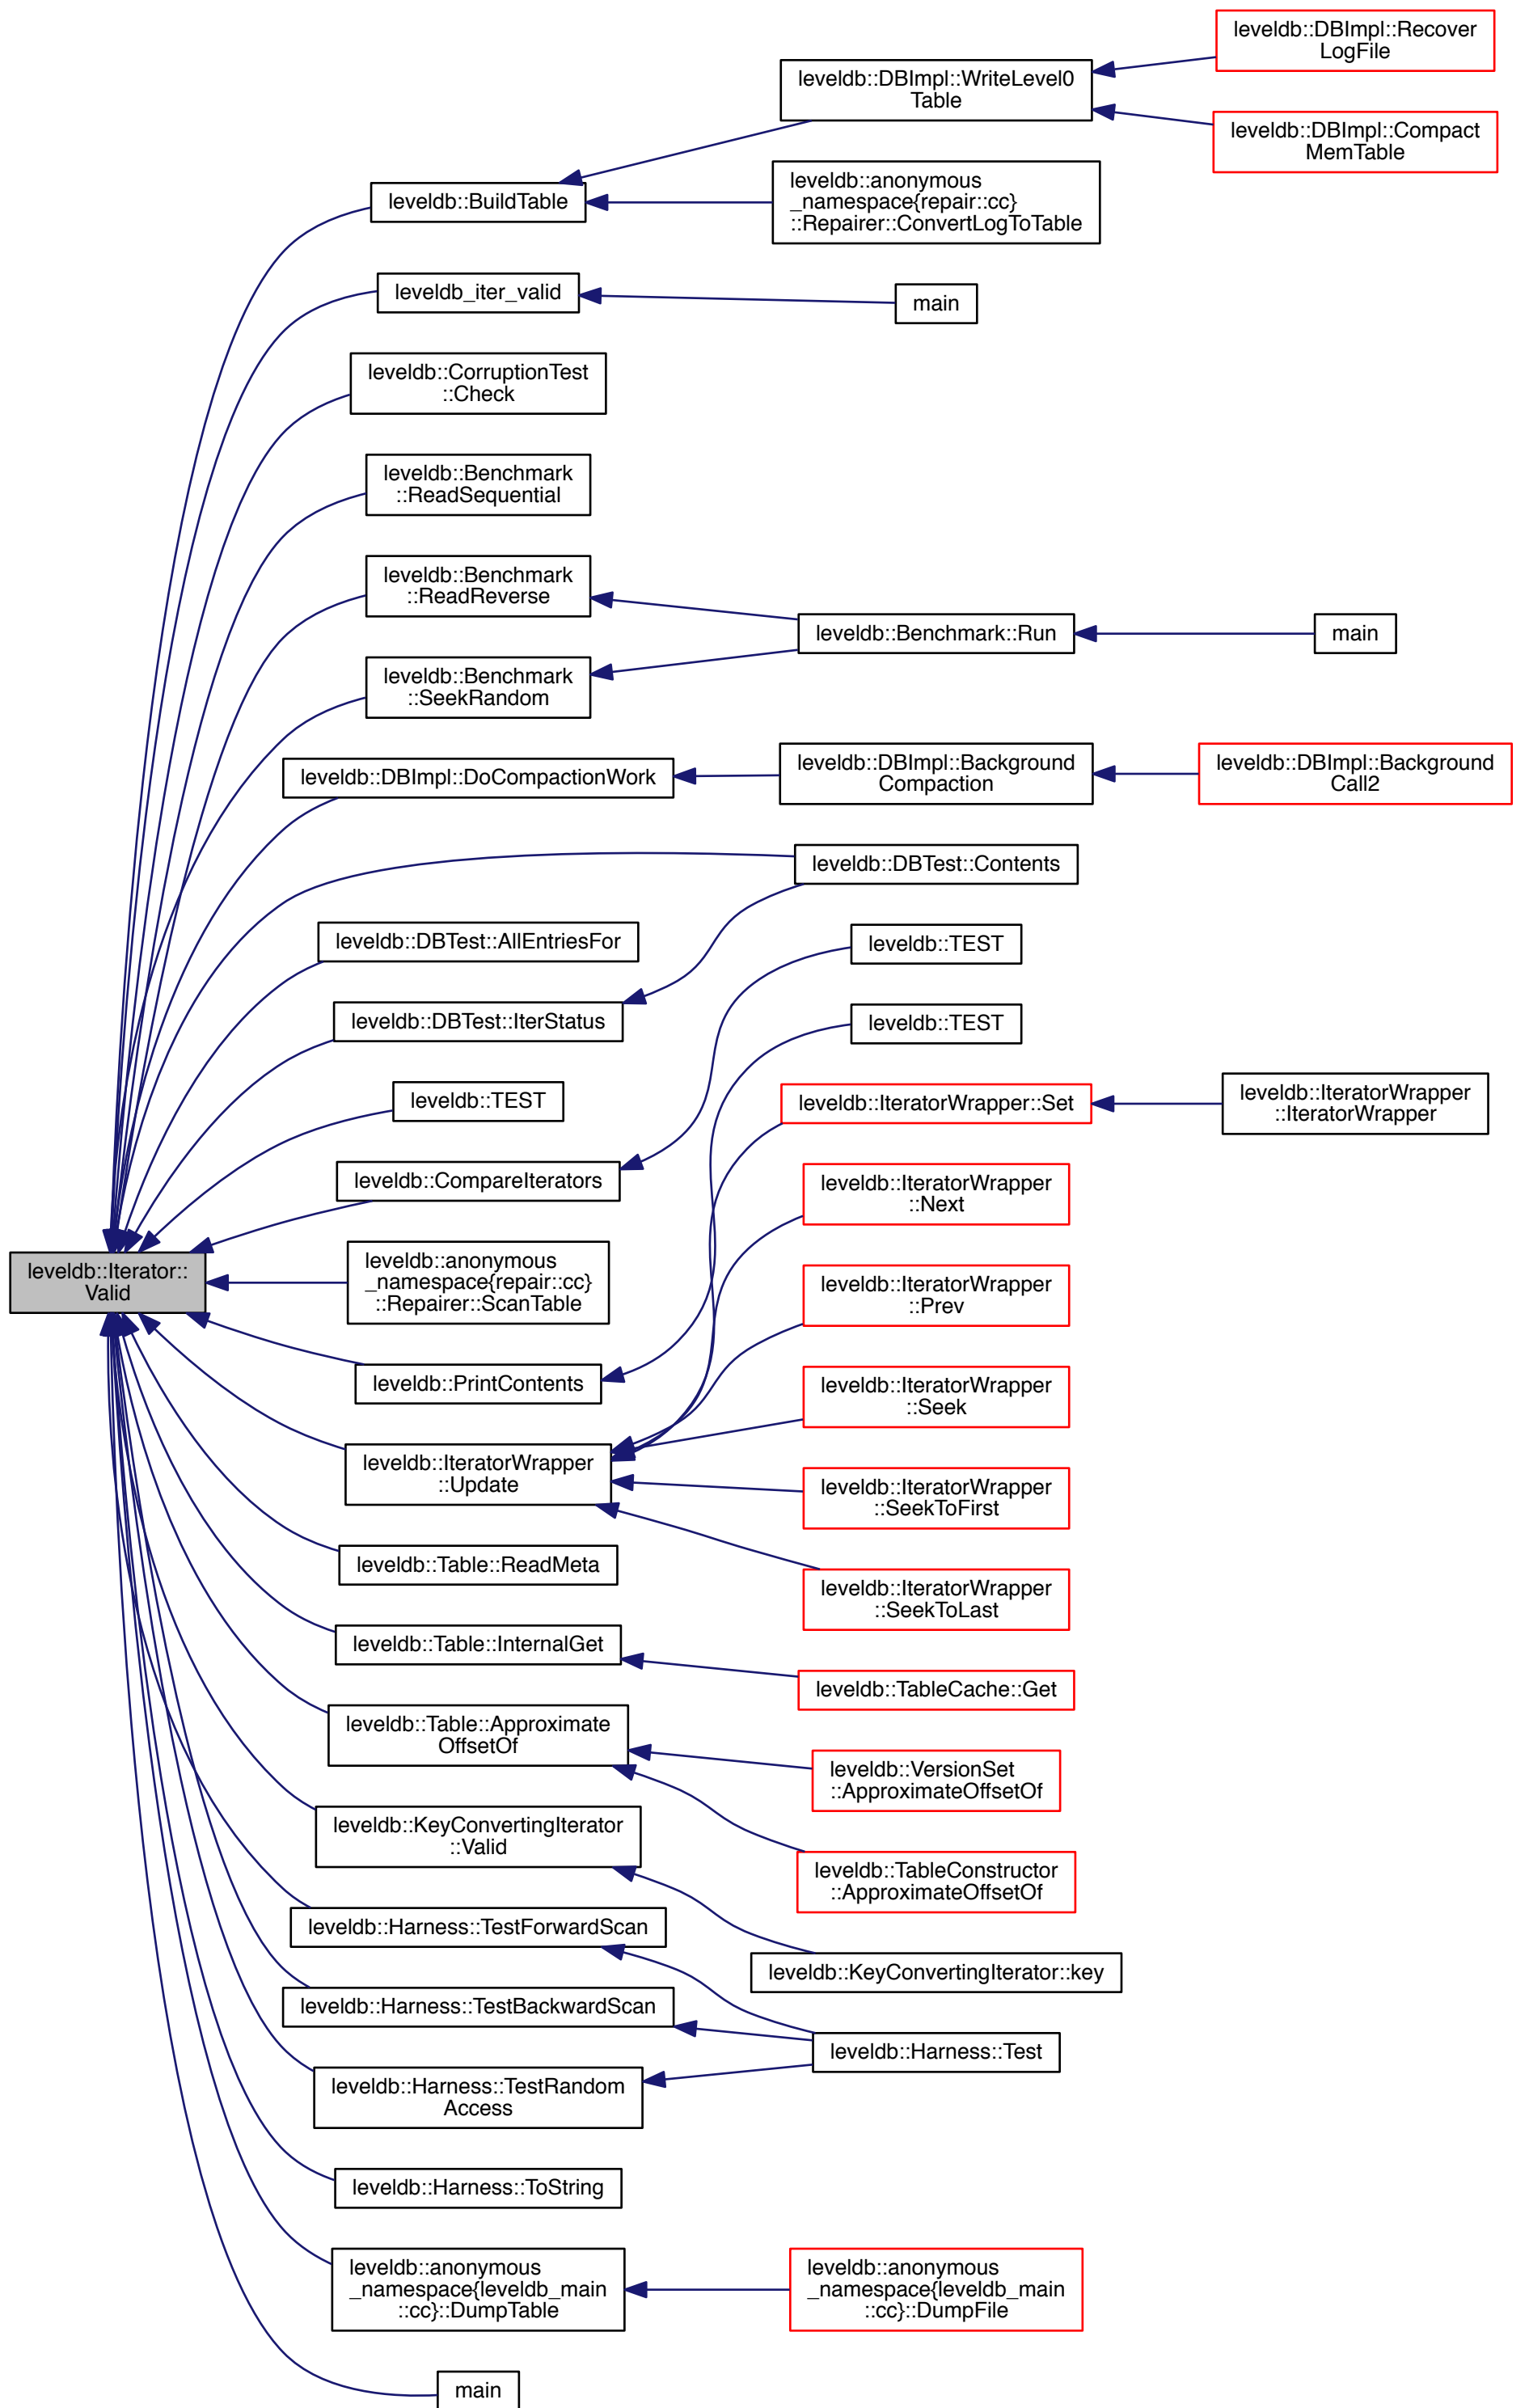 leveldb::DBImpl::Recover
LogFile
leveldb::DBImpl::WriteLevel0
Table
leveldb::DBImpl::Compact
MemTable
leveldb::BuildTable
leveldb::anonymous
_namespace{repair::cc}
::Repairer::ConvertLogToTable
leveldb_iter_valid
main
leveldb::CorruptionTest
::Check
leveldb::Benchmark
::ReadSequential
leveldb::Benchmark
::ReadReverse
leveldb::Benchmark::Run
main
leveldb::Benchmark
::SeekRandom
leveldb::DBImpl::DoCompactionWork
leveldb::DBImpl::Background
Compaction
leveldb::DBImpl::Background
Call2
leveldb::DBTest::Contents
leveldb::DBTest::AllEntriesFor
leveldb::TEST
leveldb::DBTest::IterStatus
leveldb::TEST
leveldb::TEST
leveldb::IteratorWrapper::Set
leveldb::IteratorWrapper
::IteratorWrapper
leveldb::CompareIterators
leveldb::IteratorWrapper
::Next
leveldb::Iterator::
Valid
leveldb::anonymous
_namespace{repair::cc}
::Repairer::ScanTable
leveldb::IteratorWrapper
::Prev
leveldb::PrintContents
leveldb::IteratorWrapper
::Seek
leveldb::IteratorWrapper
::Update
leveldb::IteratorWrapper
::SeekToFirst
leveldb::Table::ReadMeta
leveldb::IteratorWrapper
::SeekToLast
leveldb::Table::InternalGet
leveldb::TableCache::Get
leveldb::Table::Approximate
OffsetOf
leveldb::VersionSet
::ApproximateOffsetOf
leveldb::KeyConvertingIterator
::Valid
leveldb::TableConstructor
::ApproximateOffsetOf
leveldb::Harness::TestForwardScan
leveldb::KeyConvertingIterator::key
leveldb::Harness::TestBackwardScan
leveldb::Harness::Test
leveldb::Harness::TestRandom
Access
leveldb::Harness::ToString
leveldb::anonymous
_namespace{leveldb_main
::cc}::DumpTable
leveldb::anonymous
_namespace{leveldb_main
::cc}::DumpFile
main